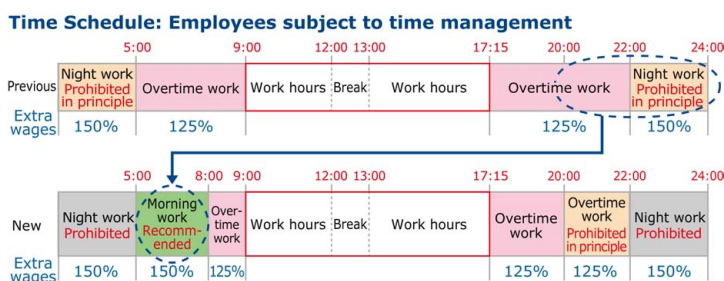 Time Schedule: Employees subject to time management
5:00 9:00 12:00 13:00 17:15 20:00 22:00 24:00
Previous
Night work
Prohibited
in principle
Overtime work
Work hours
Break
Work hours
Overtime work
Night work
Prohibited
in principle
Extra
wages
150% 125% 125% 150%
5:00 8:00 9:00 12:00 13:00 17:15 20:00 22:00 24:00
New
Night work
Prohibited
Morning
work
Recomm-
ended
Over-
time
work
Work hours
Break
Work hours
Overtime
work
Overtime
work
Prohibited
in principle
Night work
Prohibited
Extra
wages
150% 150% 125% 125% 125% 150%